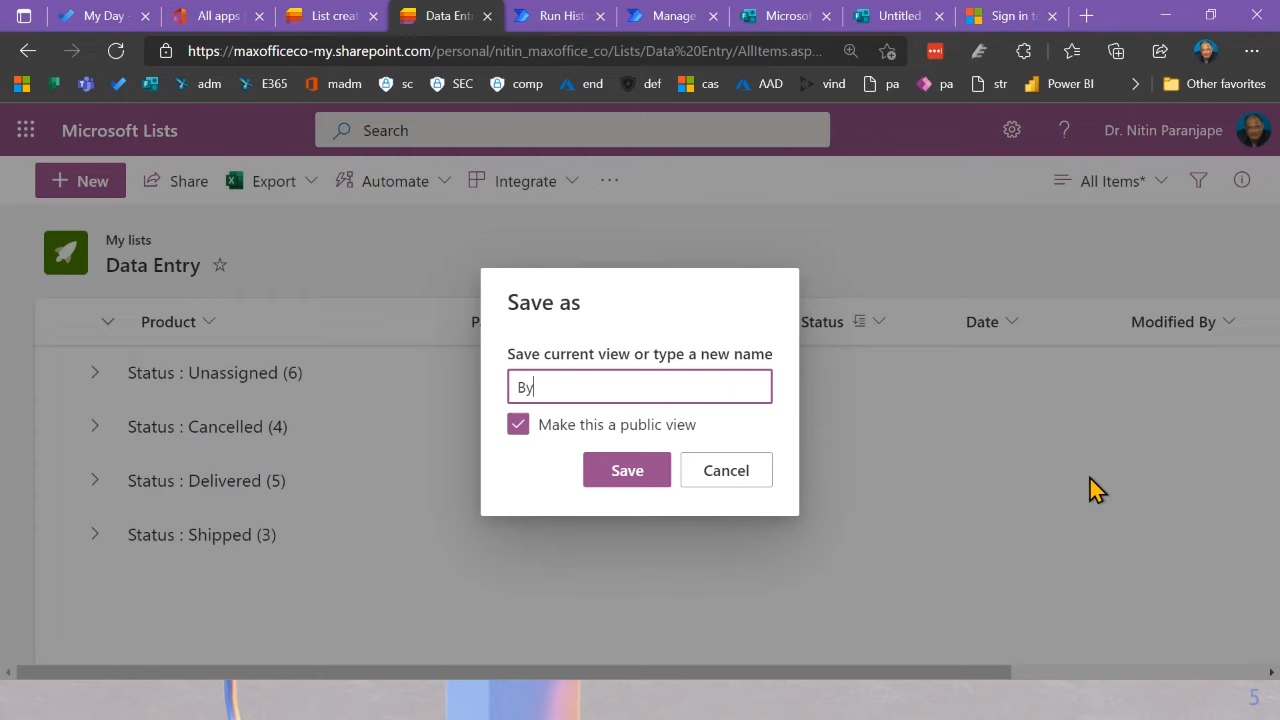 My Day -
All apps
List crea
Data Entr
Run Hist
Manage
Microsof
Untitled
Sign in t
https://maxofficeco-my.sharepoint.com/personal/nitin_maxoffice_co/Lists/Data%20Entry/AllItems.asp...
adm E365 madm sc SEC comp end def cas AAD vind pa pa str Power BI Other favorites
Microsoft Lists
Search
Dr. Nitin Paranjape
New Share Export Automate Integrate ... All Items*
My lists
Data Entry
Product Status Date Modified By
Status : Unassigned (6)
Status : Cancelled (4)
Status : Delivered (5)
Status : Shipped (3)
Save as
Save current view or type a new name
By
Make this a public view
Save Cancel
5